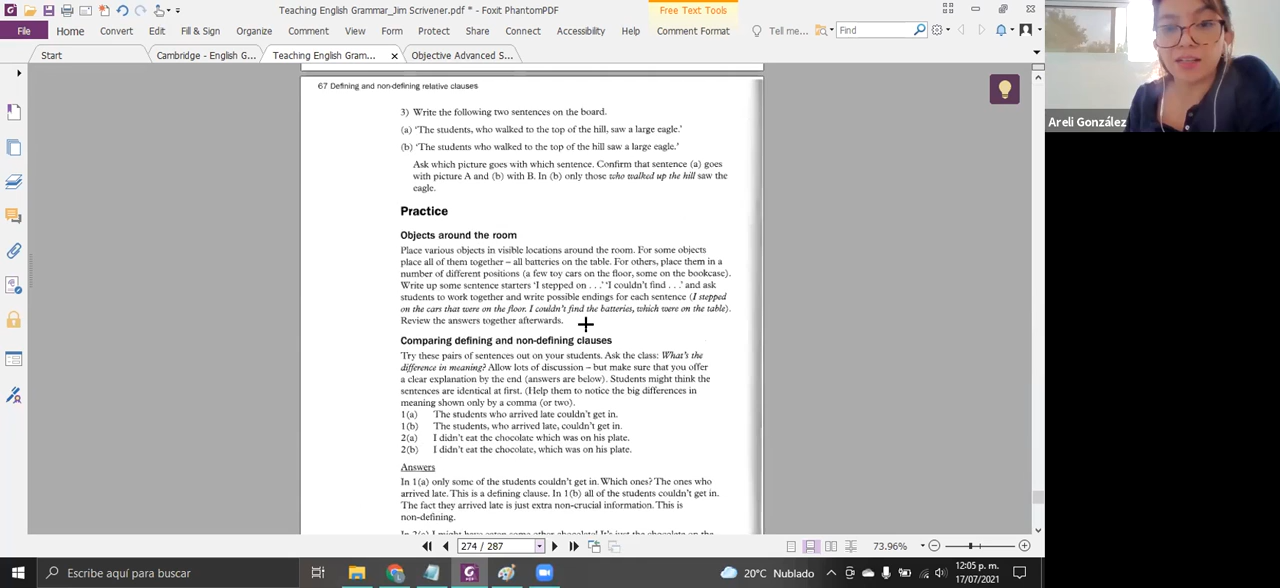 Teaching English Grammar_Jim Scrivener.pdf * - Foxit PhantomPDF
Free Text Tools
File Home Convert Edit Fill & Sign Organize Comment View Form Protect Share Connect Accessibility Help Comment Format Tell me... Find
Start Cambridge - English G... Teaching English Gram... Objective Advanced S...
67 Defining and non-defining relative clauses
3) Write the following two sentences on the board.
(a) 'The students, who walked to the top of the hill, saw a large eagle.'
(b) 'The students who walked to the top of the hill saw a large eagle.'
Ask which picture goes with which sentence. Confirm that sentence (a) goes
with picture A and (b) with B. In (b) only those who walked up the hill saw the
eagle.
Practice
Objects around the room
Place various objects in visible locations around the room. For some objects
place all of them together – all batteries on the table. For others, place them in a
number of different positions (a few toy cars on the floor, some on the bookcase).
Write up some sentence starters 'I stepped on . . .' 'I couldn't find . . .' and ask
students to work together and write possible endings for each sentence (I stepped
on the cars that were on the floor. I couldn't find the batteries, which were on the table).
Review the answers together afterwards.
Comparing defining and non-defining clauses
Try these pairs of sentences out on your students. Ask the class: What's the
difference in meaning? Allow lots of discussion – but make sure that you offer
a clear explanation by the end (answers are below). Students might think the
sentences are identical at first. (Help them to notice the big differences in
meaning shown only by a comma (or two).
1(a) The students who arrived late couldn't get in.
1(b) The students, who arrived late, couldn't get in.
2(a) I didn't eat the chocolate which was on his plate.
2(b) I didn't eat the chocolate, which was on his plate.
Answers
In 1(a) only some of the students couldn't get in. Which ones? The ones who
arrived late. This is a defining clause. In 1(b) all of the students couldn't get in.
The fact they arrived late is just extra non-crucial information. This is
non-defining.
In 2(a) I might have eaten some other chocolate! It's just the chocolate on the
274 / 287
73.96%
Areli González
Escribe aquí para buscar
20°C Nublado
12:05 p. m.
17/07/2021